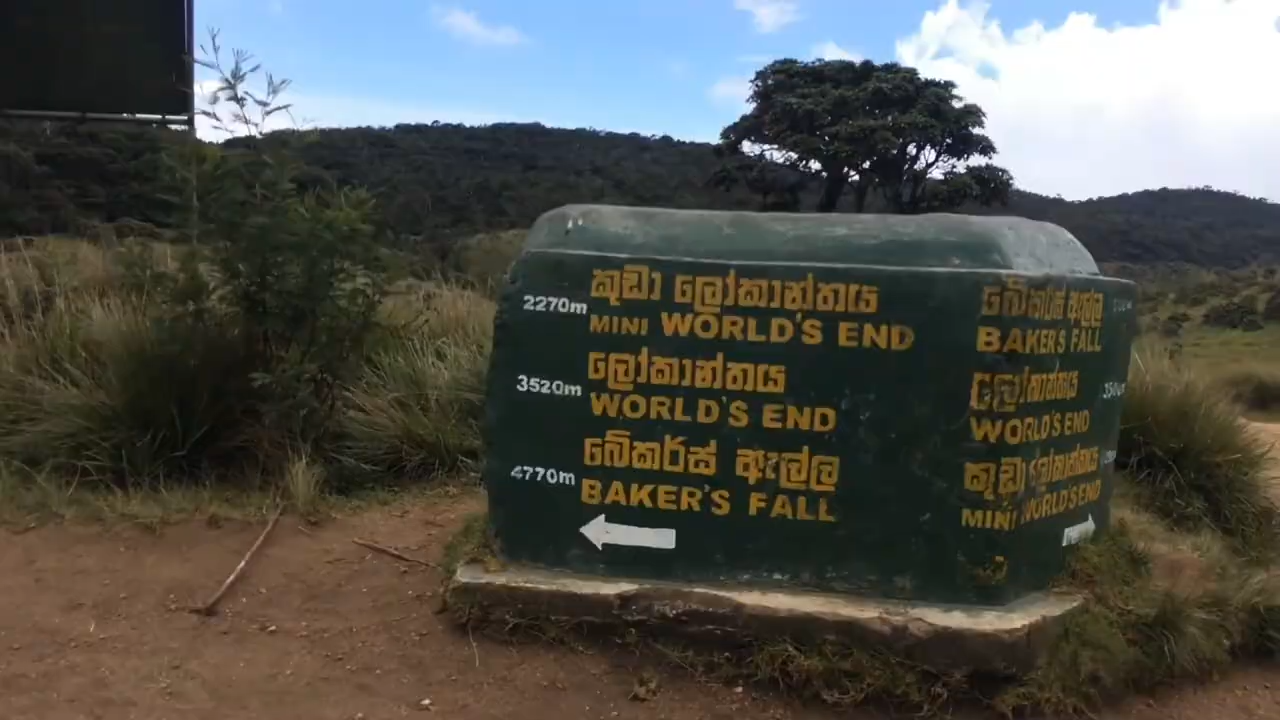 2270m කුඩා ලෝකාන්තය
MINI WORLD'S END
3520m ලෝකාන්තය
WORLD'S END
4770m බේකර්ස් ඇල්ල
BAKER'S FALL
බේකර්ස් ඇල්ල
BAKER'S FALL
ලෝකාන්තය
WORLD'S END
කුඩා ලෝකාන්තය
MINI WORLD'S END